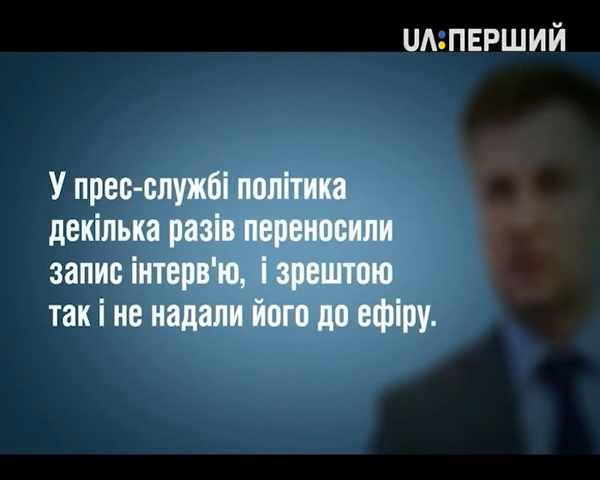 UA:ПЕРШИЙ
У прес-службі політика
декілька разів переносили
запис інтерв'ю, і зрештою
так і не надали його до ефіру.